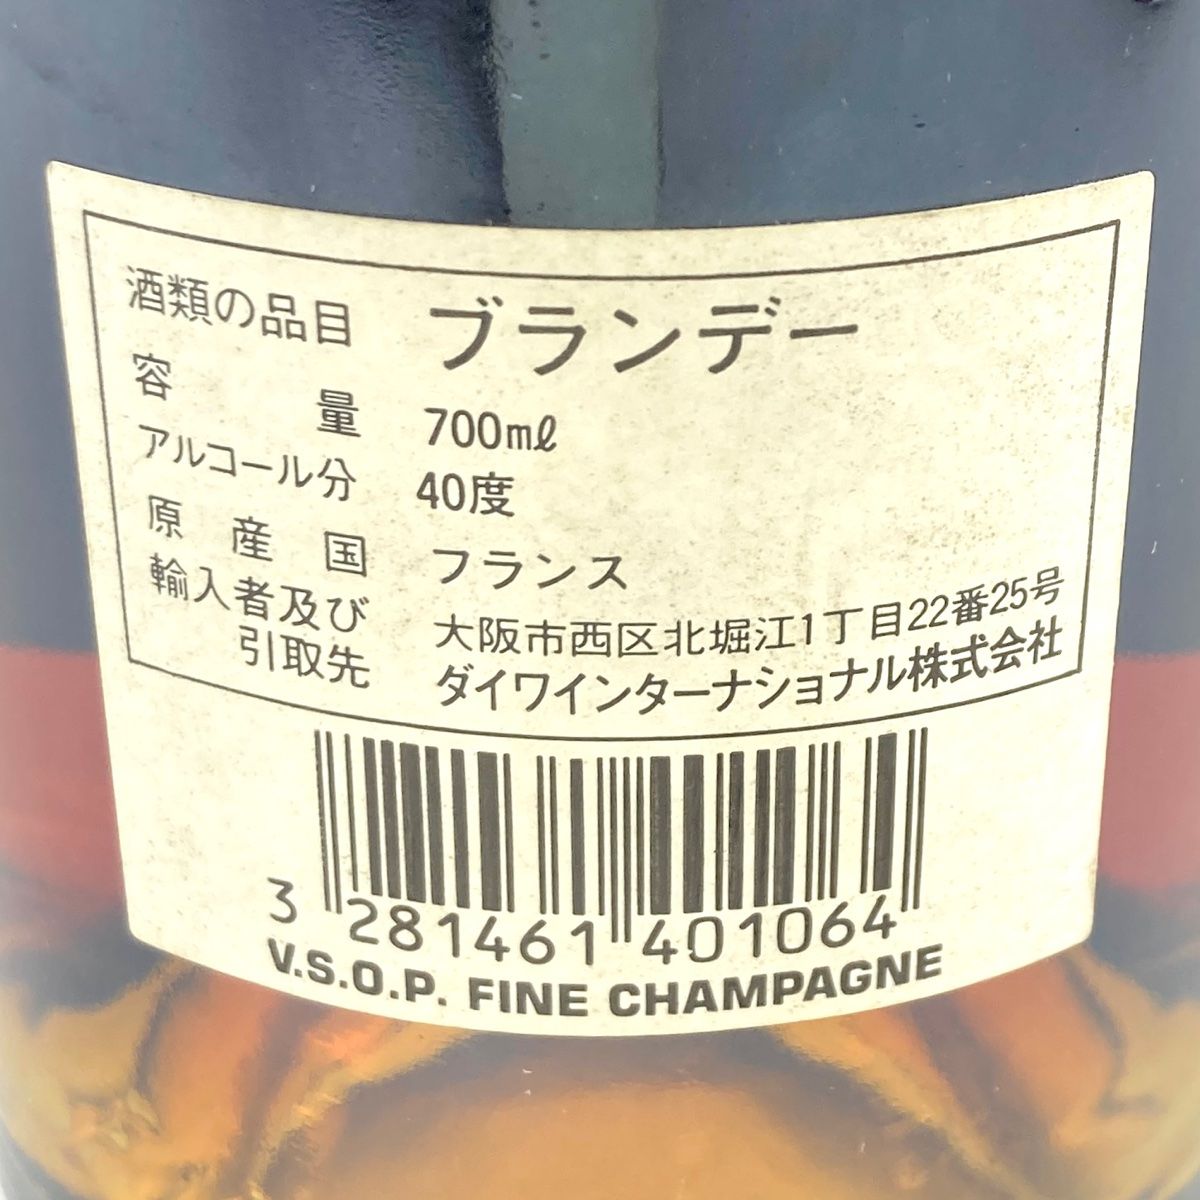 酒類の品目 ブランデー
容量 700mℓ
アルコール分 40度
原産国 フランス
輸入者及び 大阪市西区北堀江1丁目22番25号
引取先 ダイワインターナショナル株式会社
3 281461 401064
V.S.O.P. FINE CHAMPAGNE